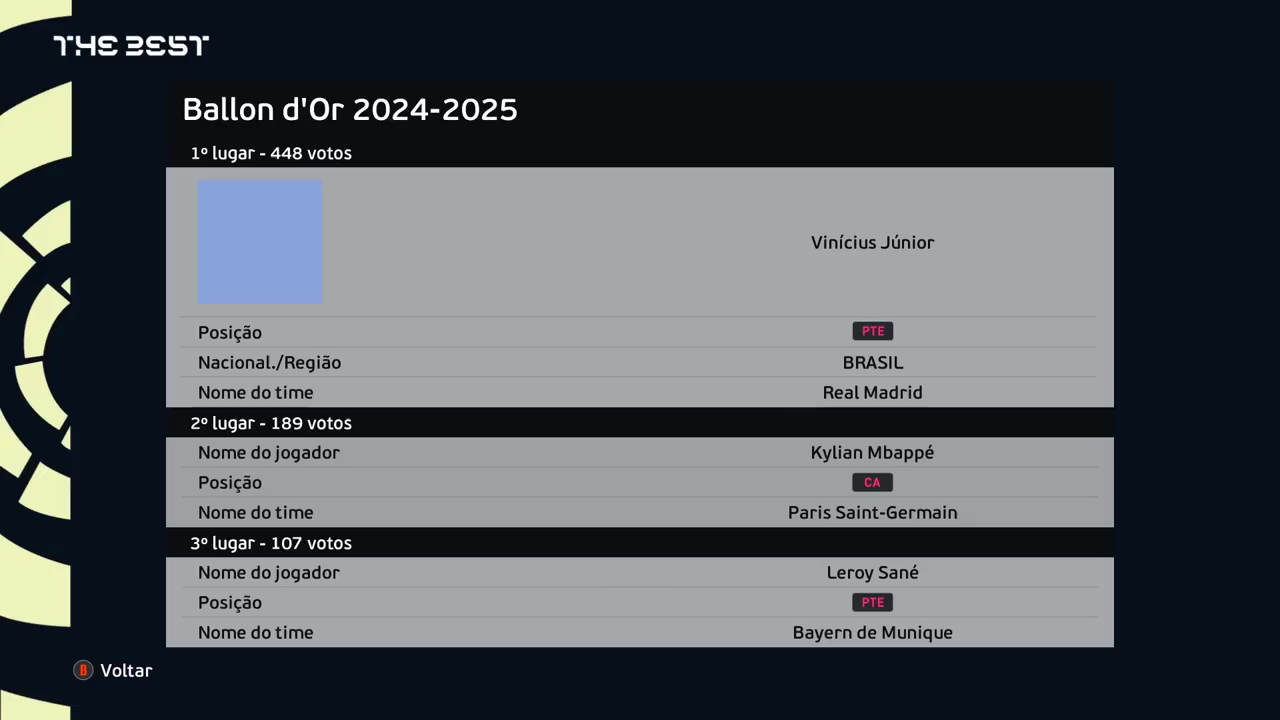 THE BEST
Ballon d'Or 2024-2025
1º lugar - 448 votos
Vinícius Júnior
Posição PTE
Nacional./Região BRASIL
Nome do time Real Madrid
2º lugar - 189 votos
Nome do jogador Kylian Mbappé
Posição CA
Nome do time Paris Saint-Germain
3º lugar - 107 votos
Nome do jogador Leroy Sané
Posição PTE
Nome do time Bayern de Munique
B Voltar